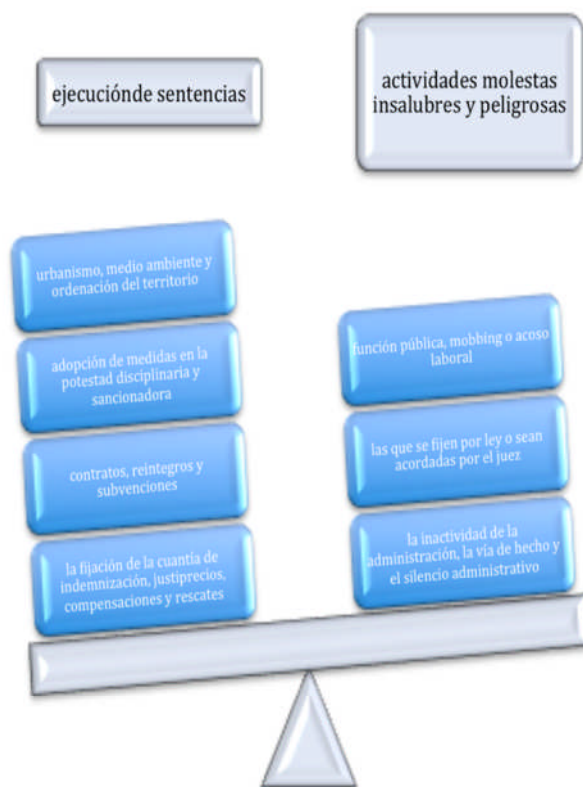 ejecuciónde sentencias
actividades molestas
insalubres y peligrosas
urbanismo, medio ambiente y
ordenación del territorio
adopción de medidas en la
potestad disciplinaria y
sancionadora
contratos, reintegros y
subvenciones
la fijación de la cuantía de
indemnización, justiprecios,
compensaciones y rescates
función pública, mobbing o acoso
laboral
las que se fijen por ley o sean
acordadas por el juez
la inactividad de la
administración, la vía de hecho y
el silencio administrativo